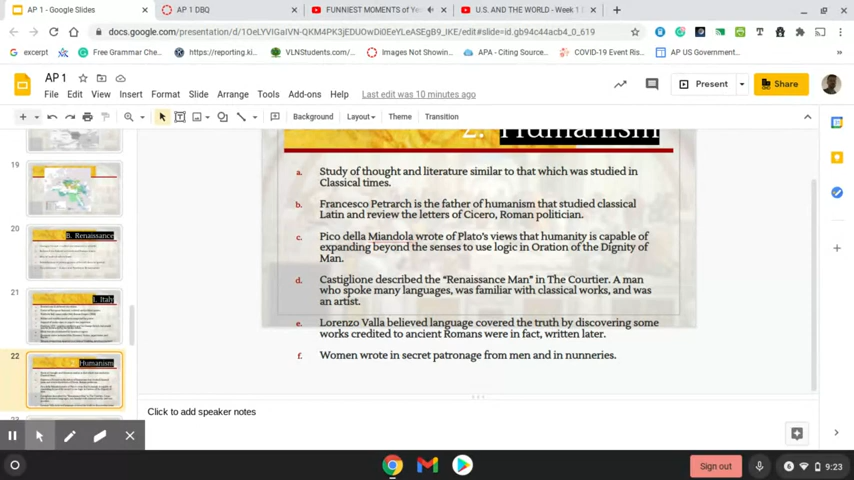 AP 1 - Google Slides
AP 1 DBQ
FUNNIEST MOMENTS of Ye
U.S. AND THE WORLD - Week 1
docs.google.com/presentation/d/1OeLYVIGaIV-QKM4PK3jEDUOwDi0EeYLeASEgB9_IKE/edit#slide=id.gb94c44acb4_0_619
excerpt
Free Grammar Chec
https://reporting.ki
VLNStudents.com/
Images Not Showin
APA - Citing Source
COVID-19 Event Ris
AP US Government
AP 1
File Edit View Insert Format Slide Arrange Tools Add-ons Help Last edit was 10 minutes ago
Present
Share
Background Layout Theme Transition
19
20
B. Renaissance
21
1. Italy
22
Humanism
2. Humanism
a. Study of thought and literature similar to that which was studied in
Classical times.
b. Francesco Petrarch is the father of humanism that studied classical
Latin and review the letters of Cicero, Roman politician.
c. Pico della Miandola wrote of Plato's views that humanity is capable of
expanding beyond the senses to use logic in Oration of the Dignity of
Man.
d. Castiglione described the "Renaissance Man" in The Courtier. A man
who spoke many languages, was familiar with classical works, and was
an artist.
e. Lorenzo Valla believed language covered the truth by discovering some
works credited to ancient Romans were in fact, written later.
f. Women wrote in secret patronage from men and in nunneries.
Click to add speaker notes
Sign out
6
9:23